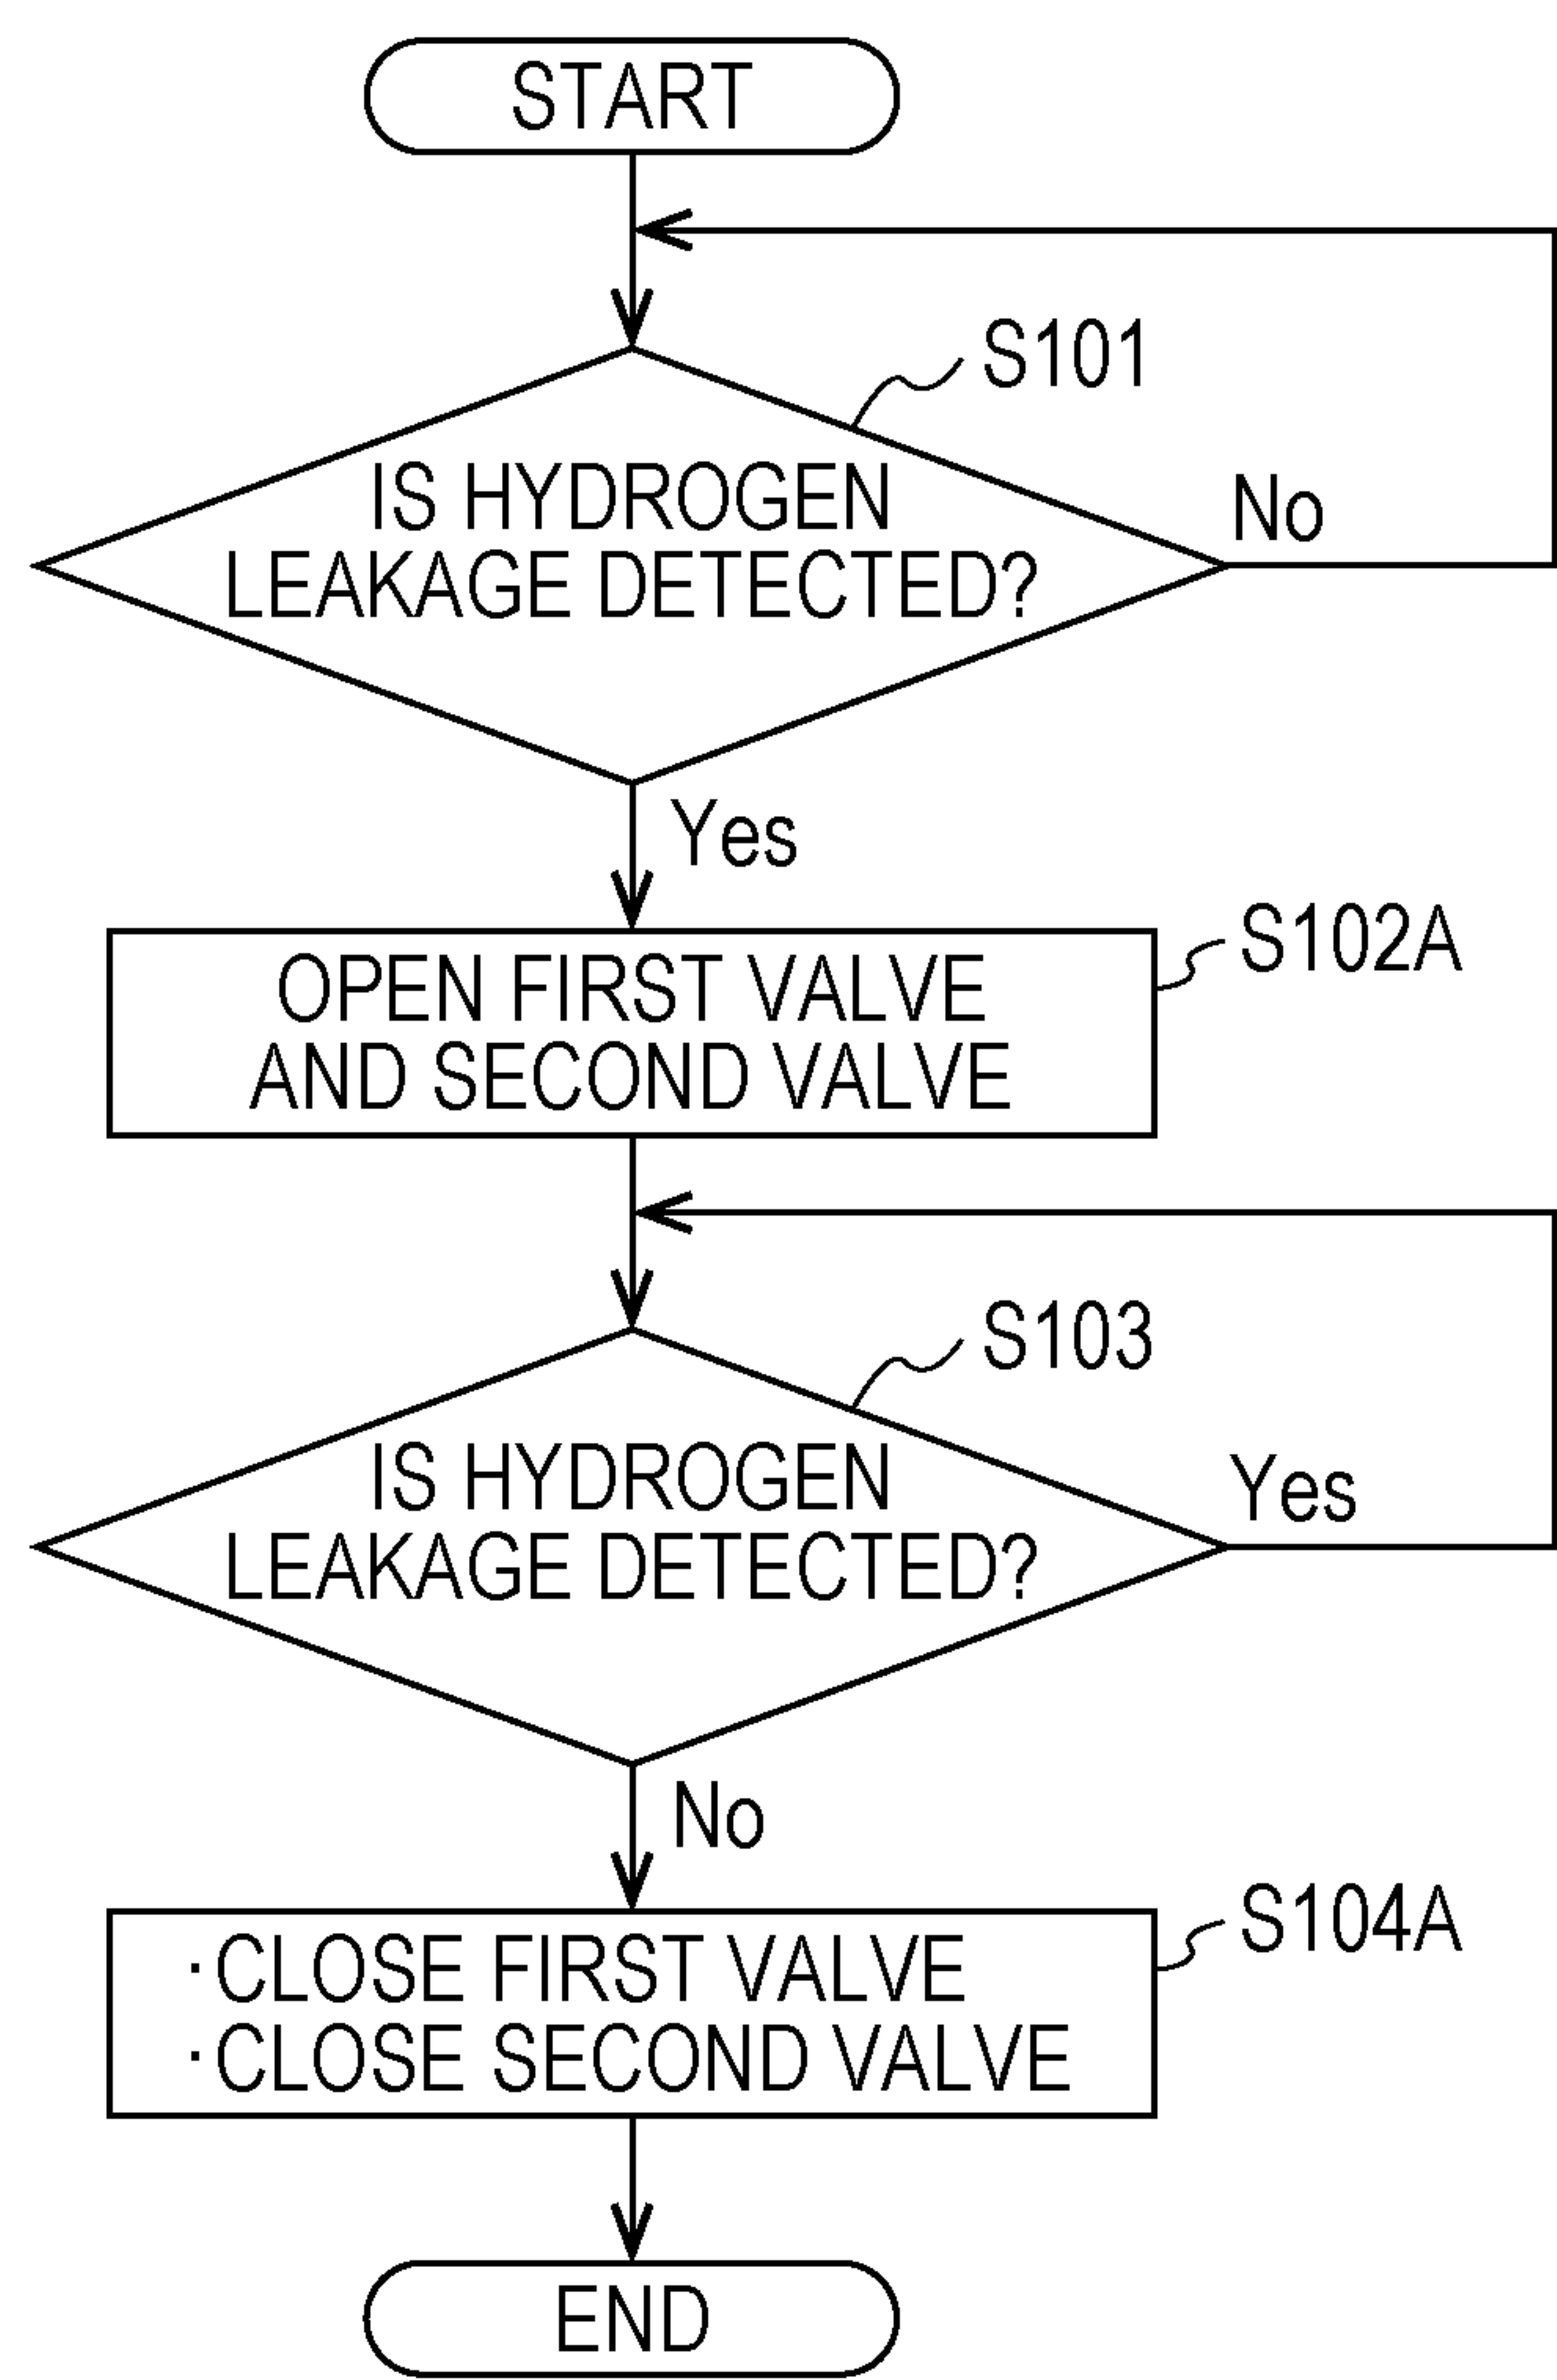 START
S101
IS HYDROGEN
LEAKAGE DETECTED?
No
Yes
S102A
OPEN FIRST VALVE
AND SECOND VALVE
S103
IS HYDROGEN
LEAKAGE DETECTED?
Yes
No
S104A
·CLOSE FIRST VALVE
·CLOSE SECOND VALVE
END